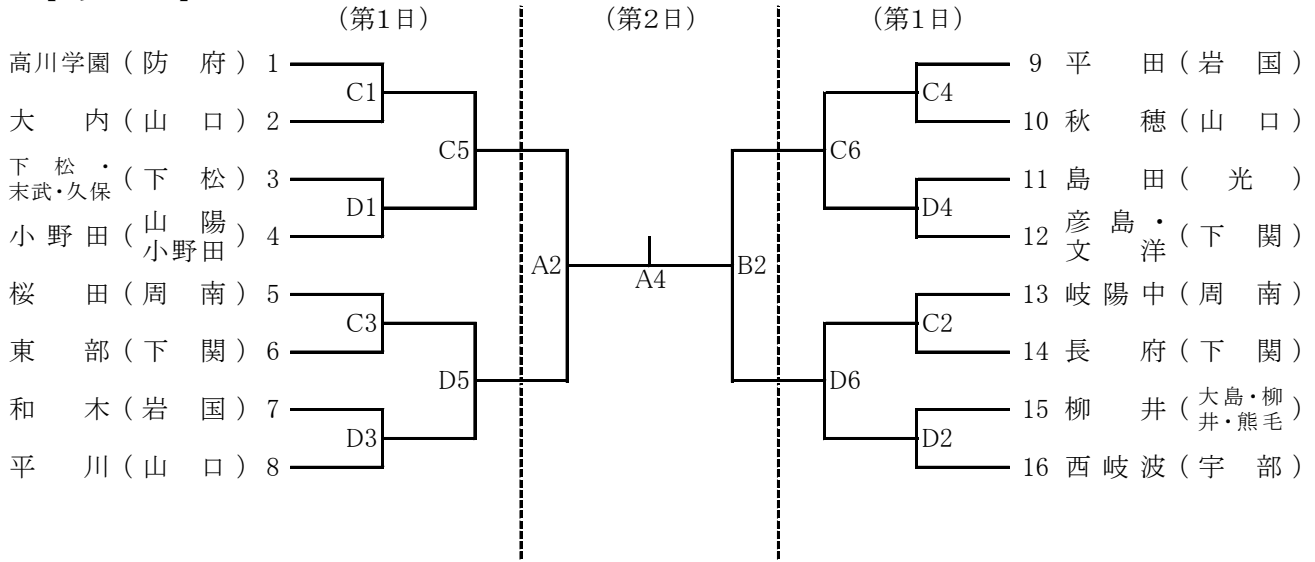 (第1日) (第2日) (第1日)
高川学園(防府) 1
C1
大内(山口) 2
C5
下松・末武・久保(下松) 3
D1
小野田(山陽小野田) 4
A2
桜田(周南) 5
C3
東部(下関) 6
D5
和木(岩国) 7
D3
平川(山口) 8
A4
9 平田(岩国)
C4
10 秋穂(山口)
C6
11 島田(光)
D4
12 彦島・文洋(下関)
B2
13 岐陽中(周南)
C2
14 長府(下関)
D6
15 柳井(大島・柳井・熊毛)
D2
16 西岐波(宇部)